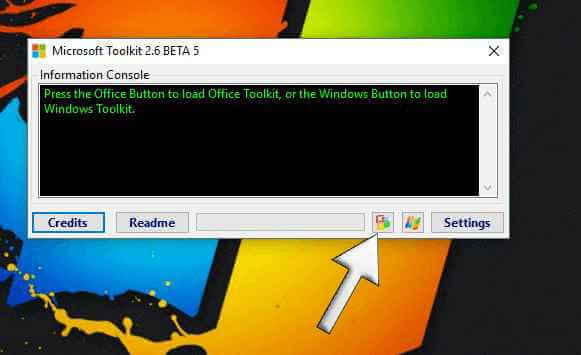 Microsoft Toolkit 2.6 BETA 5
Information Console
Press the Office Button to load Office Toolkit, or the Windows Button to load
Windows Toolkit.
Credits
Readme
Settings